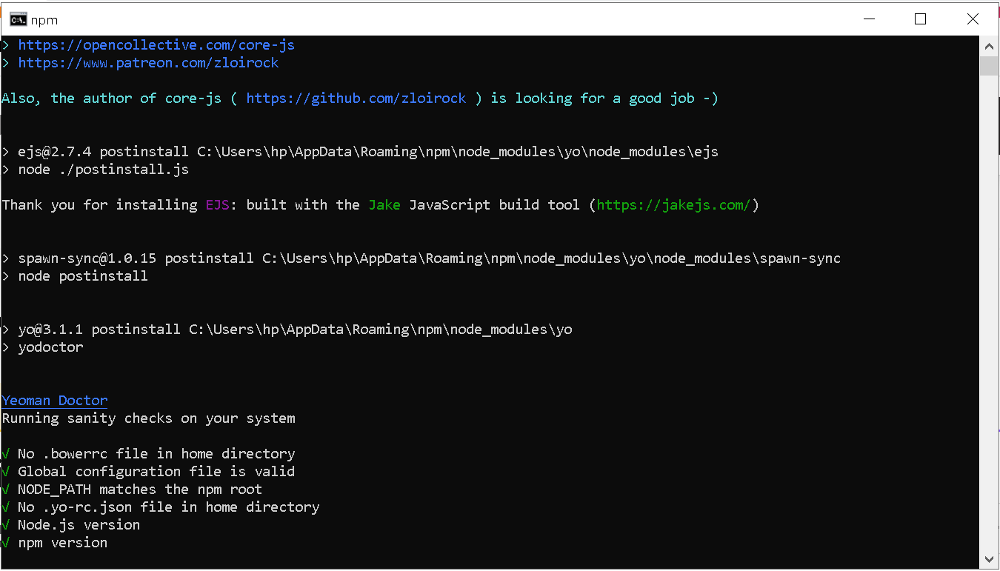 npm
> https://opencollective.com/core-js
> https://www.patreon.com/zloirock
Also, the author of core-js ( https://github.com/zloirock ) is looking for a good job -)
> ejs@2.7.4 postinstall C:\Users\hp\AppData\Roaming\npm\node_modules\yo\node_modules\ejs
> node ./postinstall.js
Thank you for installing EJS: built with the Jake JavaScript build tool (https://jakejs.com/)
> spawn-sync@1.0.15 postinstall C:\Users\hp\AppData\Roaming\npm\node_modules\yo\node_modules\spawn-sync
> node postinstall
> yo@3.1.1 postinstall C:\Users\hp\AppData\Roaming\npm\node_modules\yo
> yodoctor
Yeoman Doctor
Running sanity checks on your system
√ No .bowerrc file in home directory
√ Global configuration file is valid
√ NODE_PATH matches the npm root
√ No .yo-rc.json file in home directory
√ Node.js version
√ npm version